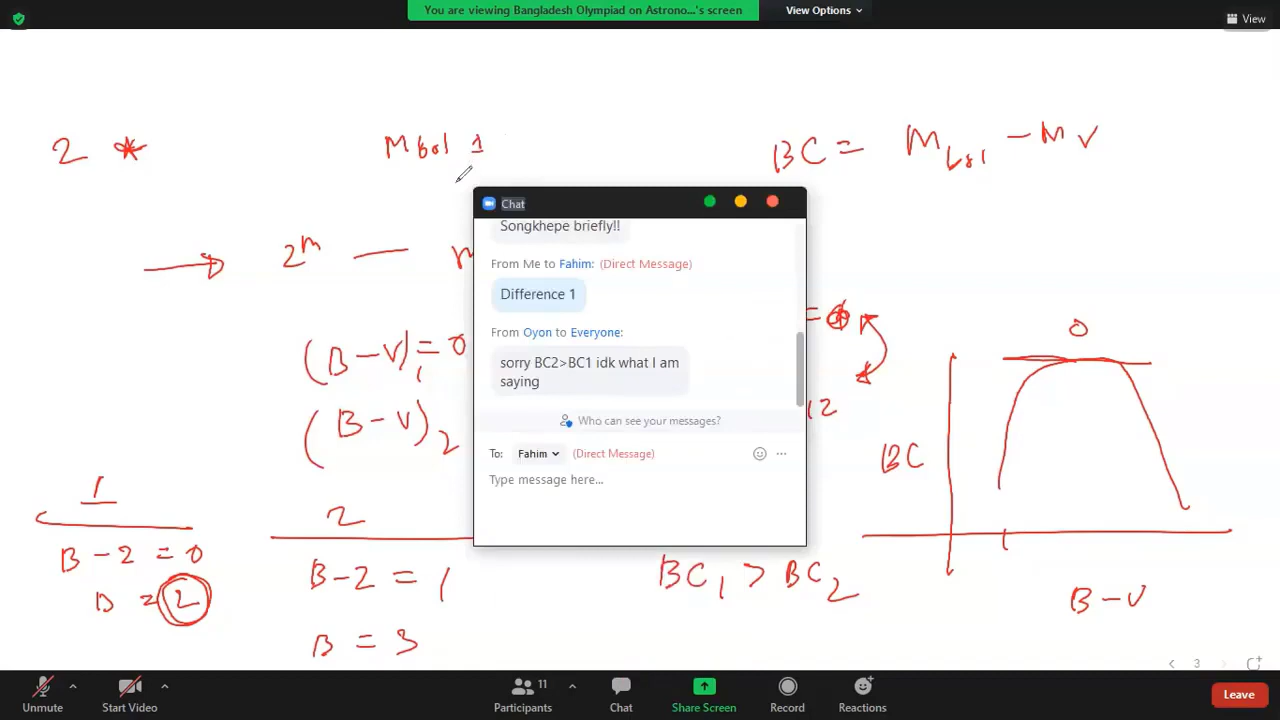 You are viewing Bangladesh Olympiad on Astrono...'s screen
View Options
View
2 *
Mbol 1
BC = Mbol - Mv
Chat
Songkhepe briefly!!
From Me to Fahim: (Direct Message)
Difference 1
From Oyon to Everyone:
sorry BC2>BC1 idk what I am
saying
Who can see your messages?
To: Fahim (Direct Message)
Type message here...
→ 2m — m
(B-V)1 = 0
(B-V)2
0
BC
B-V
1
B-2 = 0
B = 2
2
B-2 = 1
B = 3
BC1 > BC2
3
Unmute
Start Video
11
Participants
Chat
Share Screen
Record
Reactions
Leave